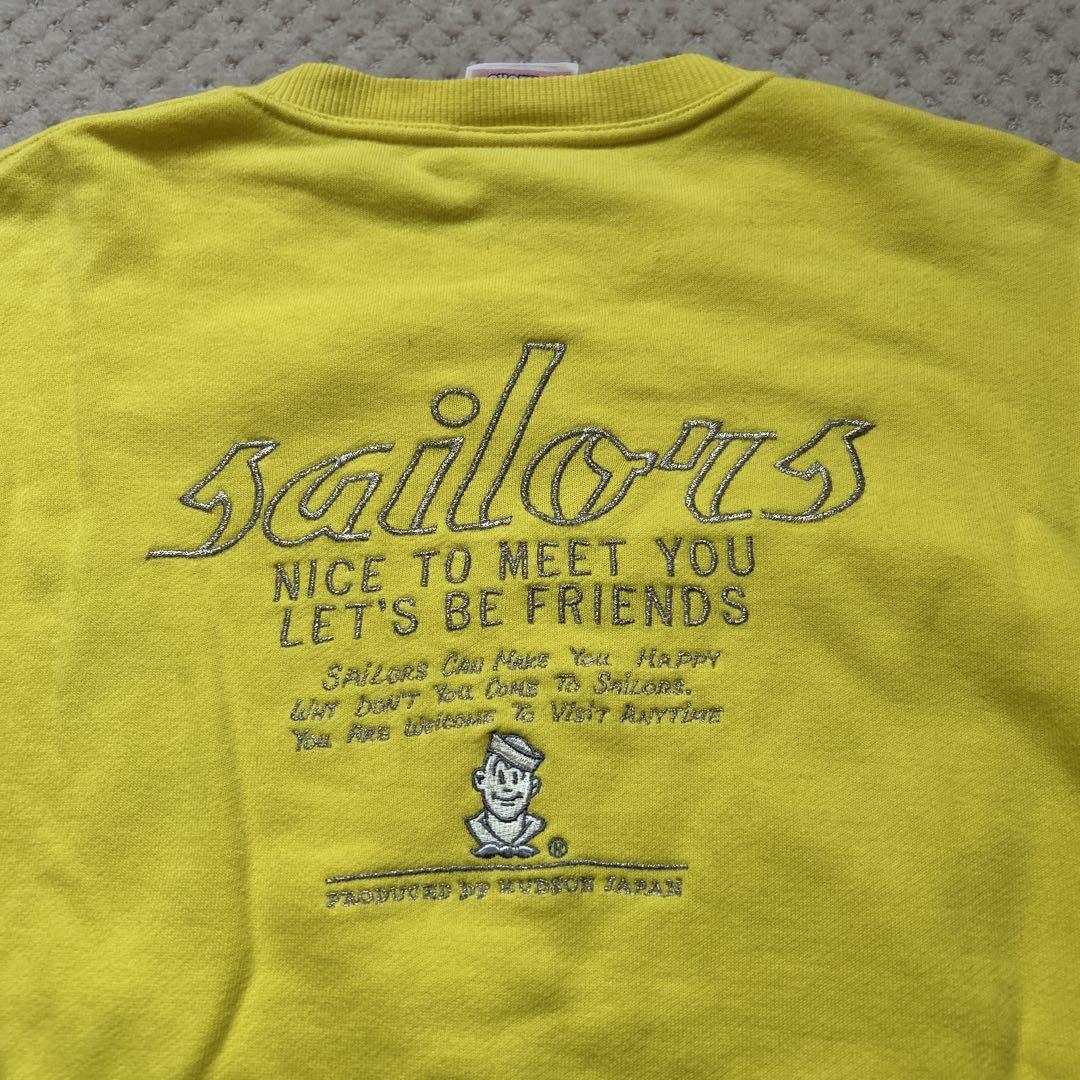 sailors
NICE TO MEET YOU
LET'S BE FRIENDS
SAILORS CAN MAKE YOU HAPPY
WHY DON'T YOU COME TO SAILORS.
YOU ARE WELCOME TO VISIT ANYTIME
®
PRODUCED by HUDSON JAPAN